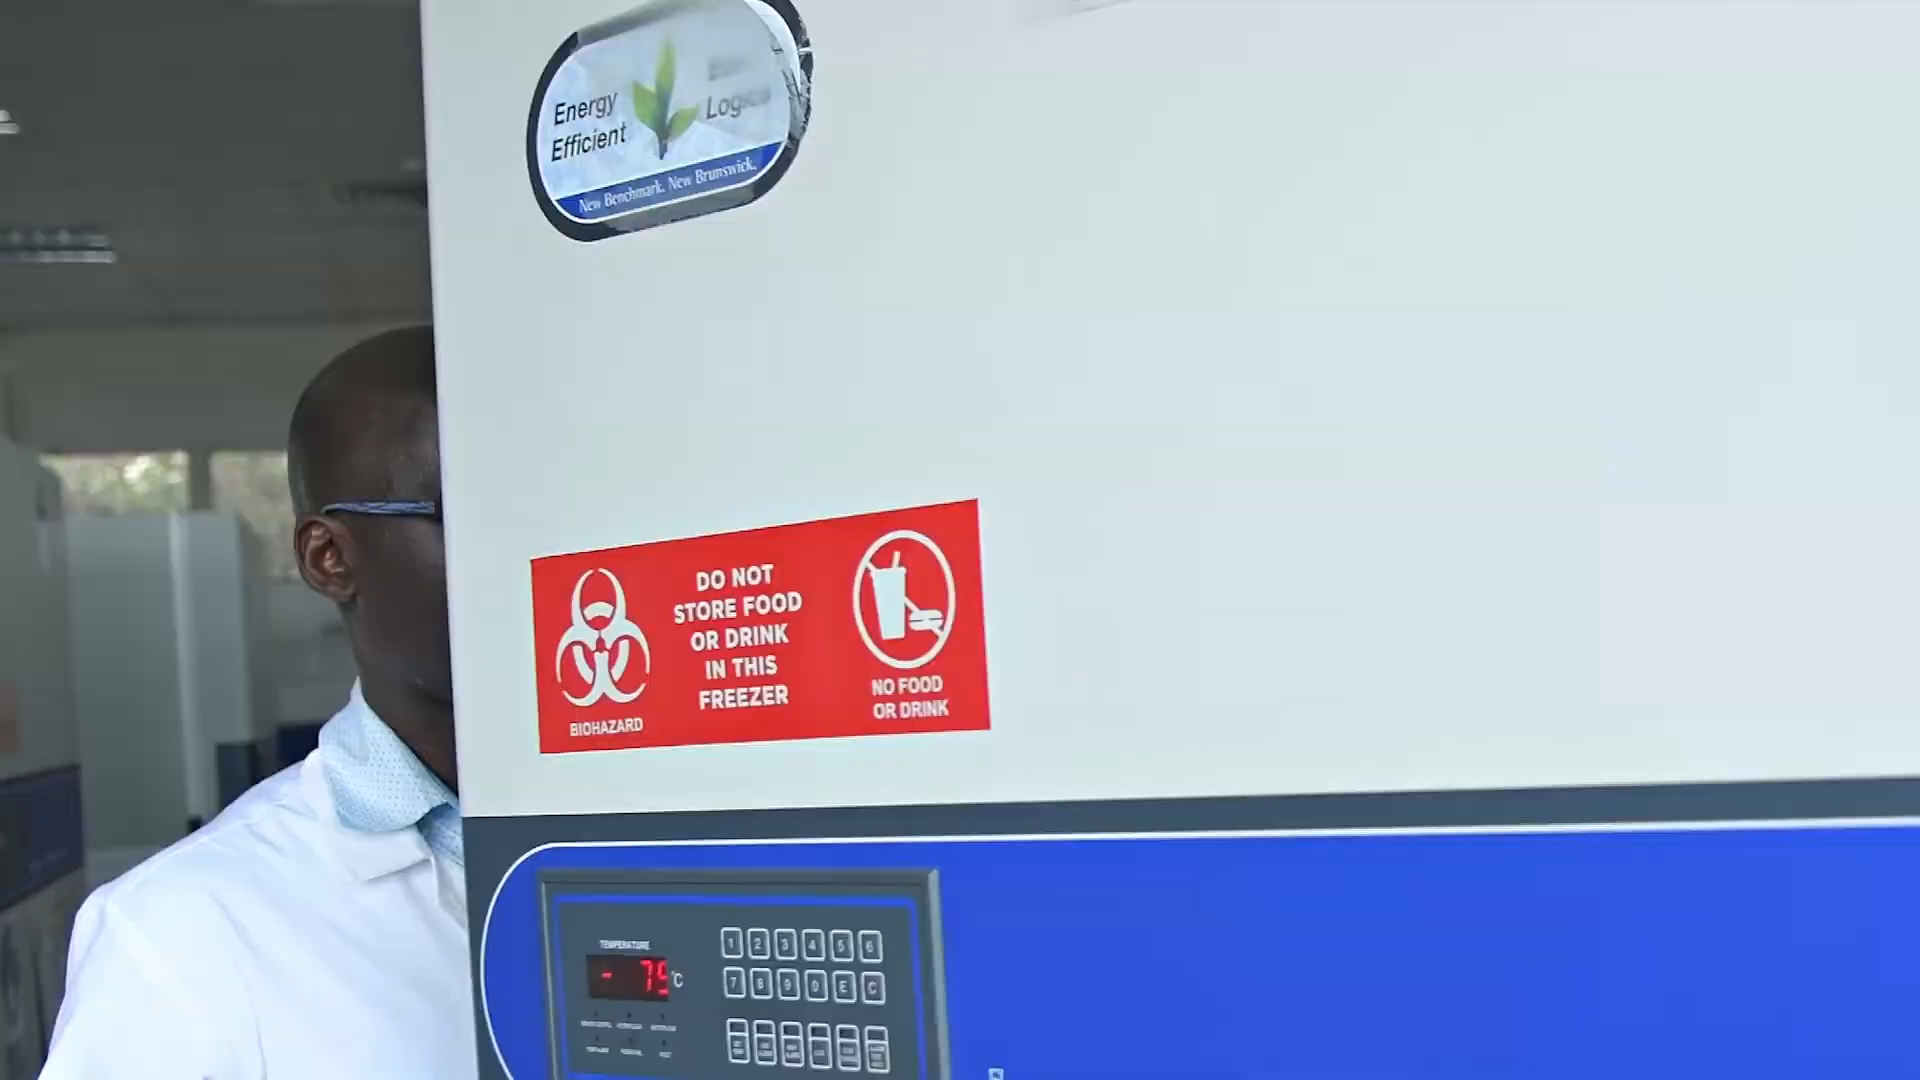 Energy
Efficient
New Benchmark. New Brunswick.
DO NOT
STORE FOOD
OR DRINK
IN THIS
FREEZER
BIOHAZARD
NO FOOD
OR DRINK
TEMPERATURE
°C
1 2 3 4 5 6
7 8 9 0 E C